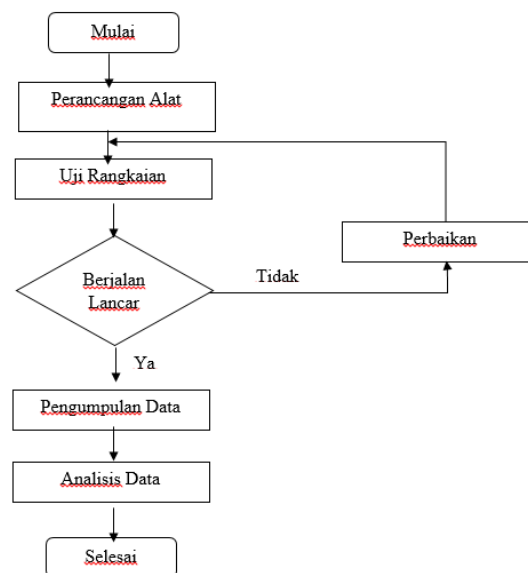 Mulai
Perancangan Alat
Uji Rangkaian
Perbaikan
Berjalan
Lancar
Tidak
Ya
Pengumpulan Data
Analisis Data
Selesai